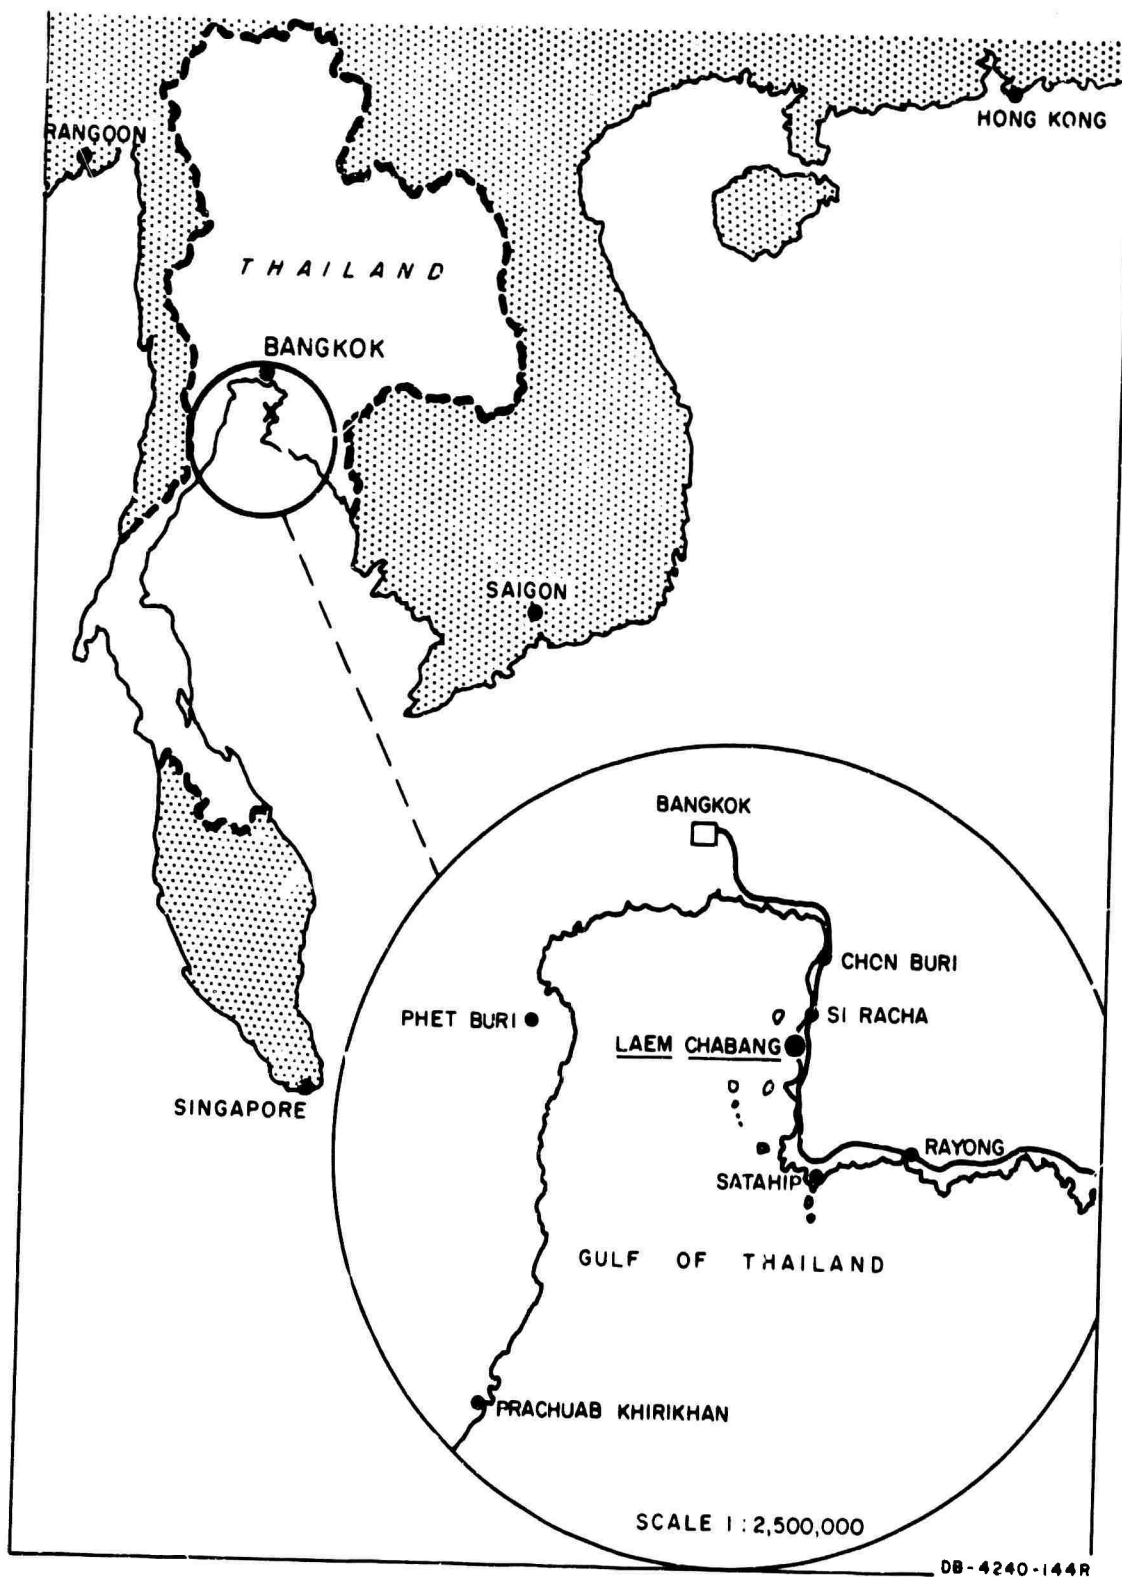 HONG KONG
RANGOON
THAILAND
BANGKOK
SAIGON
BANGKOK
CHON BURI
PHET BURI
SI RACHA
LAEM CHABANG
SINGAPORE
RAYONG
SATAHIP
GULF OF THAILAND
PRACHUAB KHIRIKHAN
SCALE 1:2,500,000
DB-4240-144R